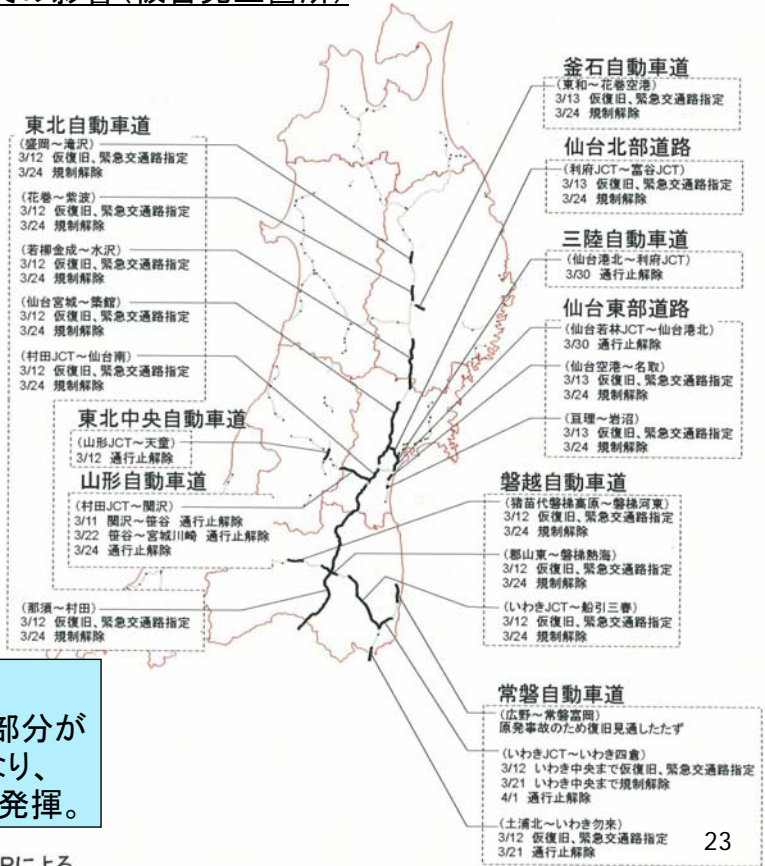 の影響(被害発生箇所)
東北自動車道
(盛岡~滝沢)
3/12 仮復旧、緊急交通路指定
3/24 規制解除
(花巻~紫波)
3/12 仮復旧、緊急交通路指定
3/24 規制解除
(若柳金成~水沢)
3/12 仮復旧、緊急交通路指定
3/24 規制解除
(仙台宮城~築館)
3/12 仮復旧、緊急交通路指定
3/24 規制解除
(村田JCT~仙台南)
3/12 仮復旧、緊急交通路指定
3/24 規制解除
東北中央自動車道
(山形JCT~天童)
3/12 通行止解除
山形自動車道
(村田JCT~関沢)
3/11 関沢~笹谷 通行止解除
3/22 笹谷~宮城川崎 通行止解除
3/24 通行止解除
(那須~村田)
3/12 仮復旧、緊急交通路指定
3/24 規制解除
釜石自動車道
(東和~花巻空港)
3/13 仮復旧、緊急交通路指定
3/24 規制解除
仙台北部道路
(利府JCT~富谷JCT)
3/13 仮復旧、緊急交通路指定
3/24 規制解除
三陸自動車道
(仙台港北~利府JCT)
3/30 通行止解除
仙台東部道路
(仙台若林JCT~仙台港北)
3/30 通行止解除
(仙台空港~名取)
3/13 仮復旧、緊急交通路指定
3/24 規制解除
(亘理~岩沼)
3/13 仮復旧、緊急交通路指定
3/24 規制解除
磐越自動車道
(猪苗代磐梯高原~磐梯河東)
3/12 仮復旧、緊急交通路指定
3/24 規制解除
(郡山東~磐梯熱海)
3/12 仮復旧、緊急交通路指定
3/24 規制解除
(いわきJCT~船引三春)
3/12 仮復旧、緊急交通路指定
3/24 規制解除
常磐自動車道
(広野~常磐富岡)
原発事故のため復旧見通したたず
(いわきJCT~いわき四倉)
3/12 いわき中央まで仮復旧、緊急交通路指定
3/21 いわき中央まで規制解除
4/1 通行止解除
(土浦北~いわき勿来)
3/12 仮復旧、緊急交通路指定
3/21 通行止解除
部分が
なり、
発揮。
Pによる
23